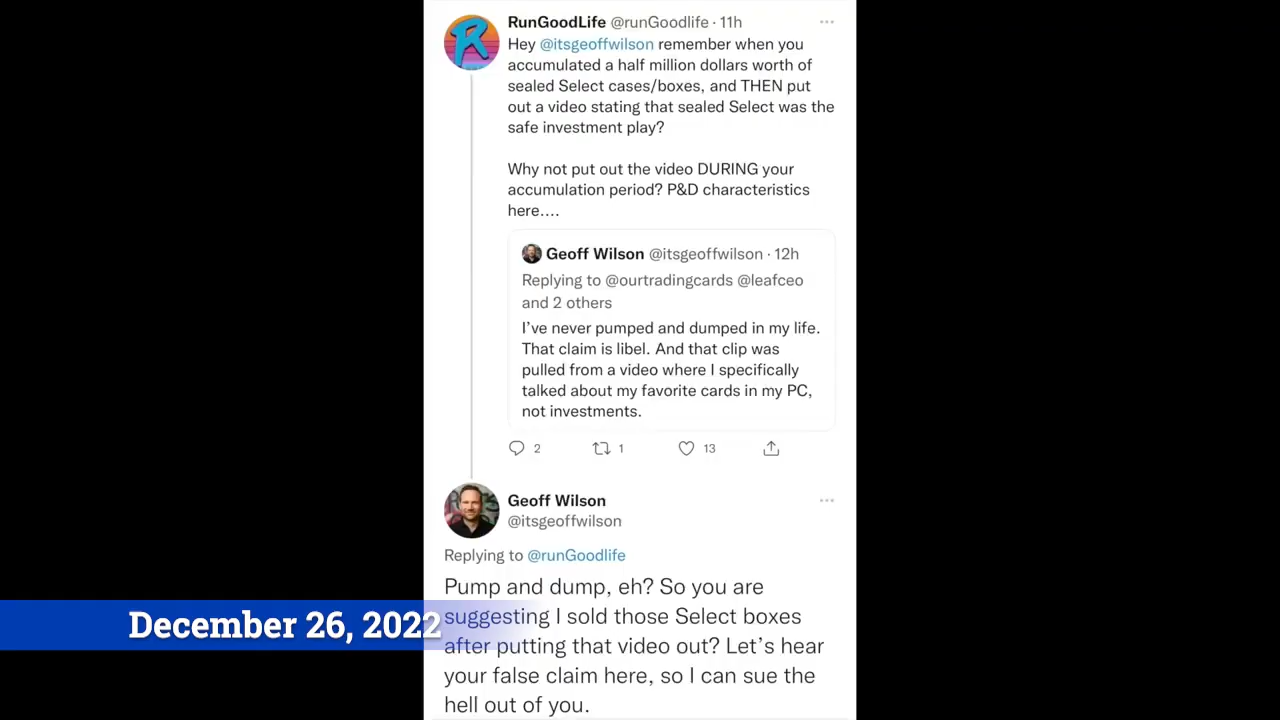 RunGoodLife @runGoodlife · 11h
Hey @itsgeoffwilson remember when you
accumulated a half million dollars worth of
sealed Select cases/boxes, and THEN put
out a video stating that sealed Select was the
safe investment play?
Why not put out the video DURING your
accumulation period? P&D characteristics
here....
Geoff Wilson @itsgeoffwilson · 12h
Replying to @ourtradingcards @leafceo
and 2 others
I've never pumped and dumped in my life.
That claim is libel. And that clip was
pulled from a video where I specifically
talked about my favorite cards in my PC,
not investments.
2 1 13
Geoff Wilson
@itsgeoffwilson
Replying to @runGoodlife
Pump and dump, eh? So you are
suggesting I sold those Select boxes
after putting that video out? Let's hear
your false claim here, so I can sue the
hell out of you.
December 26, 2022